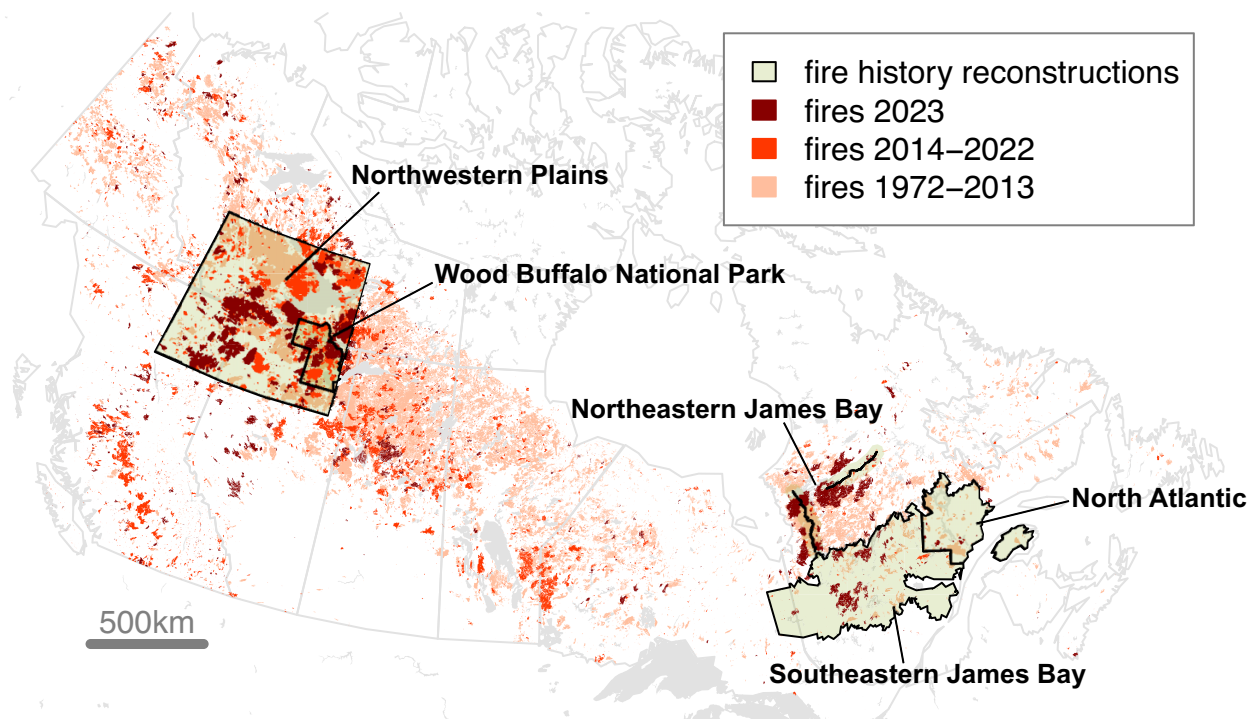 fire history reconstructions
fires 2023
fires 2014–2022
fires 1972–2013
Northwestern Plains
Wood Buffalo National Park
Northeastern James Bay
North Atlantic
500km
Southeastern James Bay